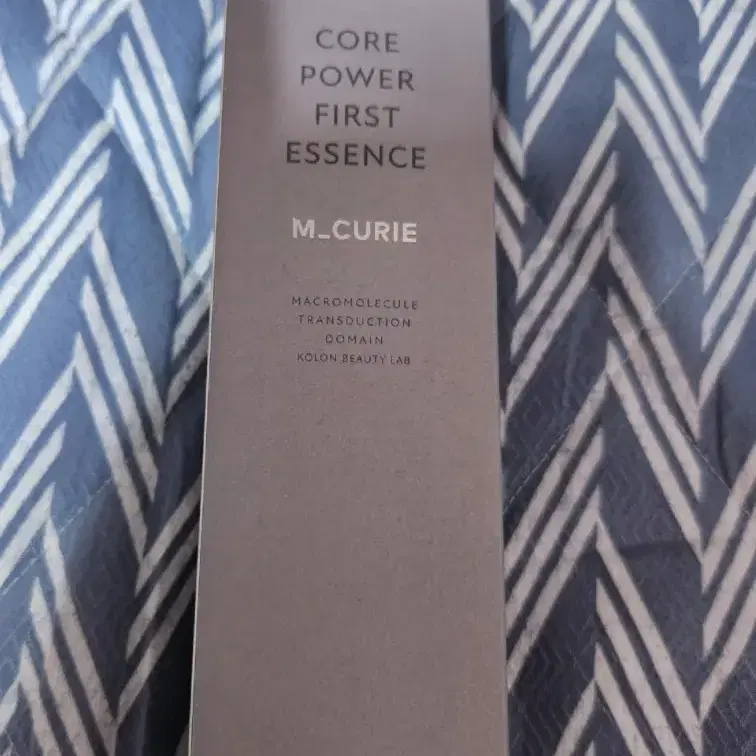 CORE
POWER
FIRST
ESSENCE
M_CURIE
MACROMOLECULE
TRANSDUCTION
DOMAIN
KOLON BEAUTY LAB